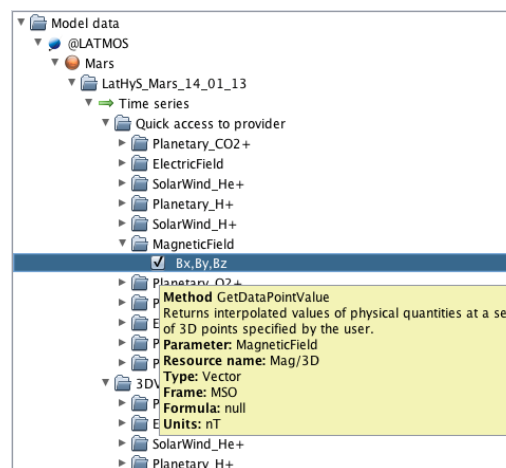 Model data
@LATMOS
Mars
LatHyS_Mars_14_01_13
Time series
Quick access to provider
Planetary_CO2+
ElectricField
SolarWind_He+
Planetary_H+
SolarWind_H+
MagneticField
Bx,By,Bz
Planetary_O2+
Method GetDataPointValue
Returns interpolated values of physical quantities at a se
of 3D points specified by the user.
Parameter: MagneticField
Resource name: Mag/3D
Type: Vector
Frame: MSO
Formula: null
Units: nT
SolarWind_He+
Planetary_H+